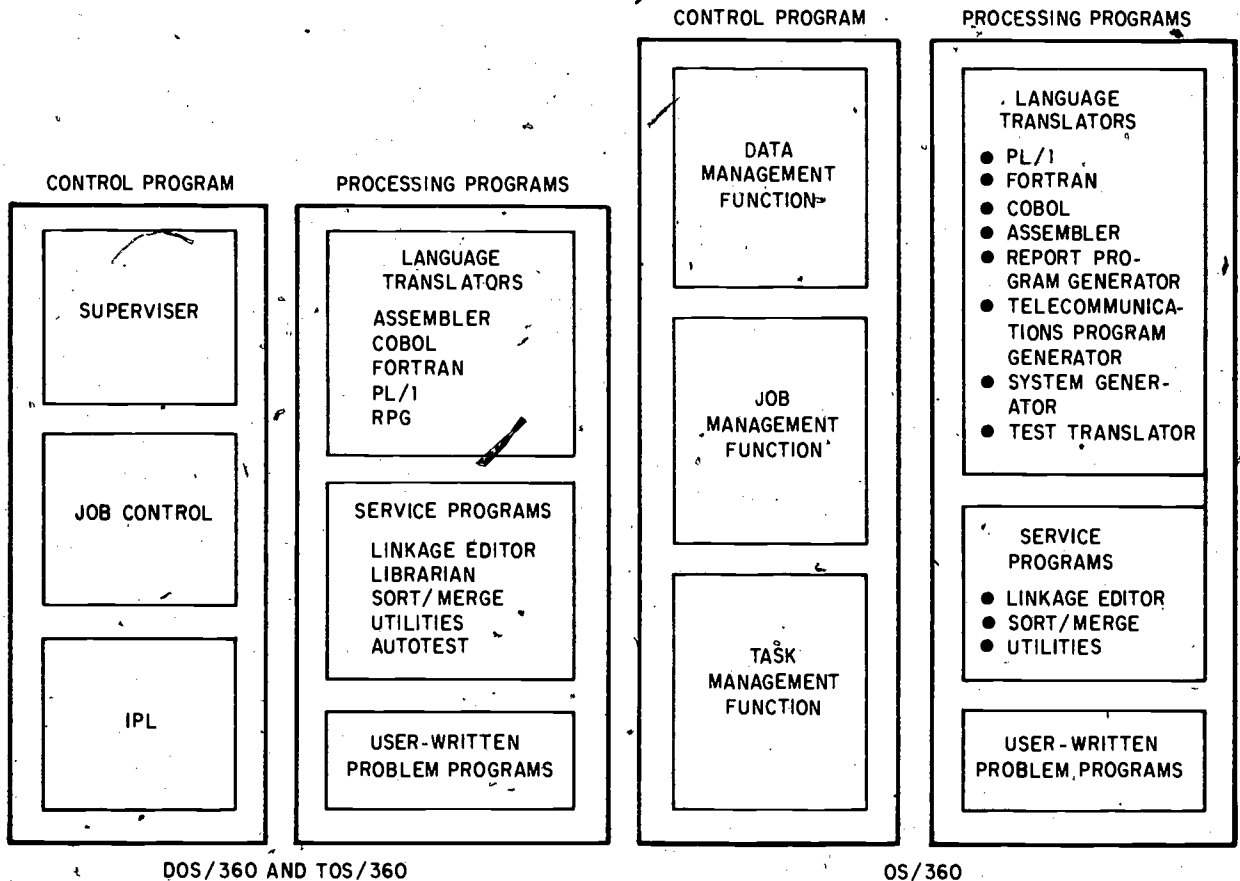 CONTROL PROGRAM
SUPERVISER
JOB CONTROL
IPL
PROCESSING PROGRAMS
LANGUAGE
TRANSLATORS
ASSEMBLER
COBOL
FORTRAN
PL/1
RPG
SERVICE PROGRAMS
LINKAGE EDITOR
LIBRARIAN
SORT/MERGE
UTILITIES
AUTOTEST
USER-WRITTEN
PROBLEM PROGRAMS
DOS/360 AND TOS/360
CONTROL PROGRAM
DATA
MANAGEMENT
FUNCTION
JOB
MANAGEMENT
FUNCTION
TASK
MANAGEMENT
FUNCTION
PROCESSING PROGRAMS
LANGUAGE
TRANSLATORS
● PL/1
● FORTRAN
● COBOL
● ASSEMBLER
● REPORT PRO-
GRAM GENERATOR
● TELECOMMUNICA-
TIONS PROGRAM
GENERATOR
● SYSTEM GENER-
ATOR
● TEST TRANSLATOR
SERVICE
PROGRAMS
● LINKAGE EDITOR
● SORT/MERGE
● UTILITIES
USER-WRITTEN
PROBLEM PROGRAMS
OS/360